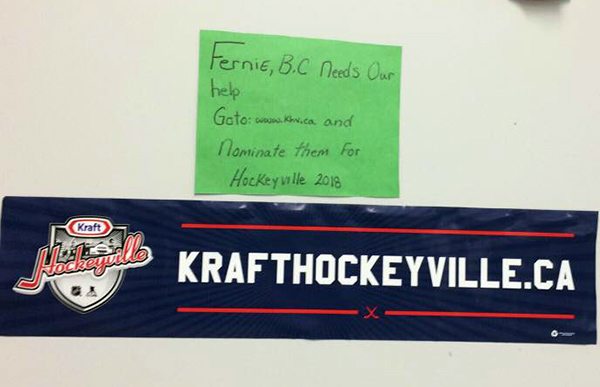 Fernie, B.C Needs Our
help
Goto: www.khv.ca and
Nominate them For
Hockeyville 2018
Kraft
Hockeyville
KRAFTHOCKEYVILLE.CA